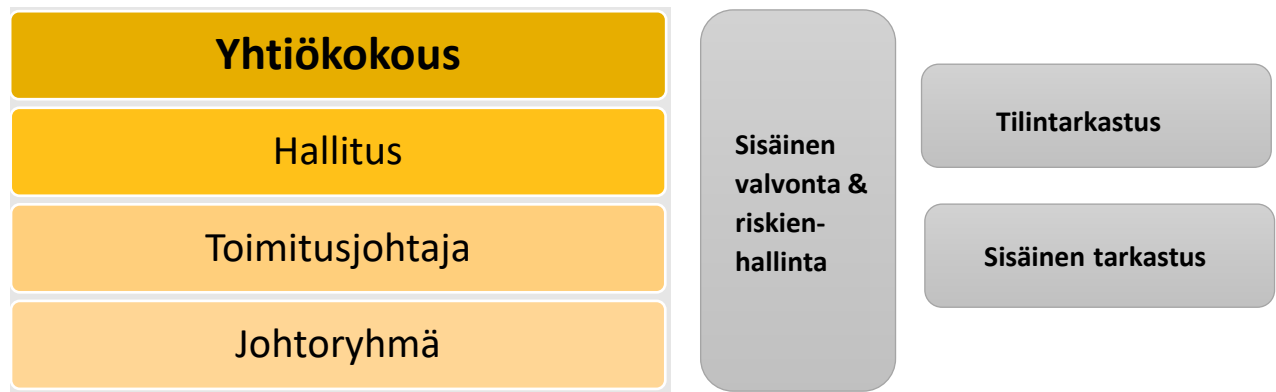 Yhtiökokous
Hallitus
Toimitusjohtaja
Johtoryhmä
Sisäinen
valvonta &
riskien-
hallinta
Tilintarkastus
Sisäinen tarkastus